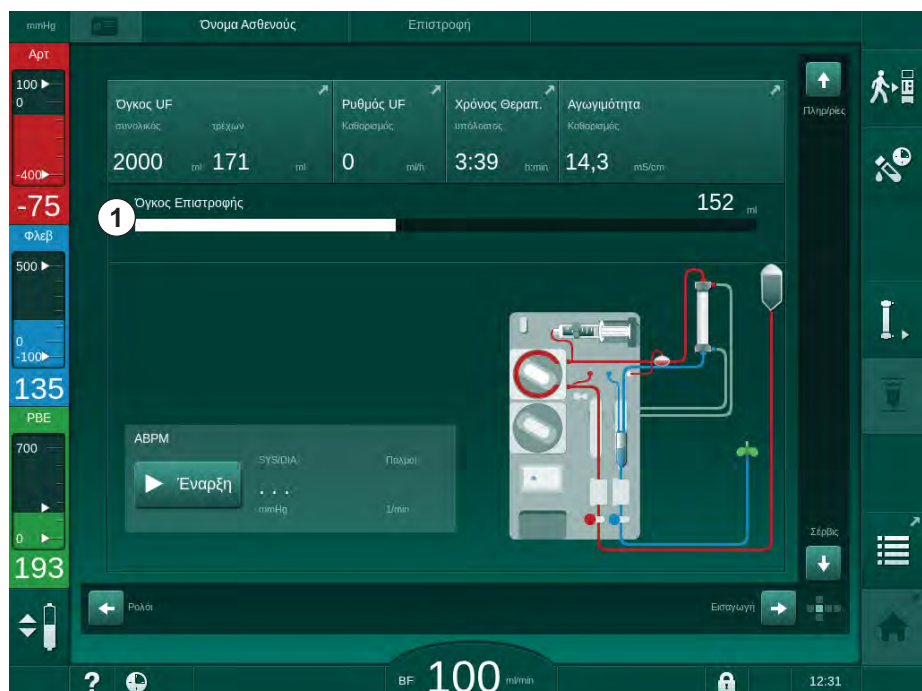 mmHg
Όνομα Ασθενούς
Επιστροφή
Αρτ
100
0
-400
-75
Φλεβ
500
0
-100
135
PBE
700
0
193
Όγκος UF
συνολικός τρέχων
2000 ml 171 ml
Ρυθμός UF
Καθορισμός
0 ml/h
Χρόνος Θεραπ.
υπόλοιπος
3:39 h:min
Αγωγιμότητα
Καθορισμός
14,3 mS/cm
Πληρ/ρίες
1
Όγκος Επιστροφής
152 ml
ABPM
SYS/DIA
Παλμοί
Έναρξη
. . .
mmHg
1/min
Σέρβις
Ρολόι
Εισαγωγή
?
BF 100 ml/min
12:31